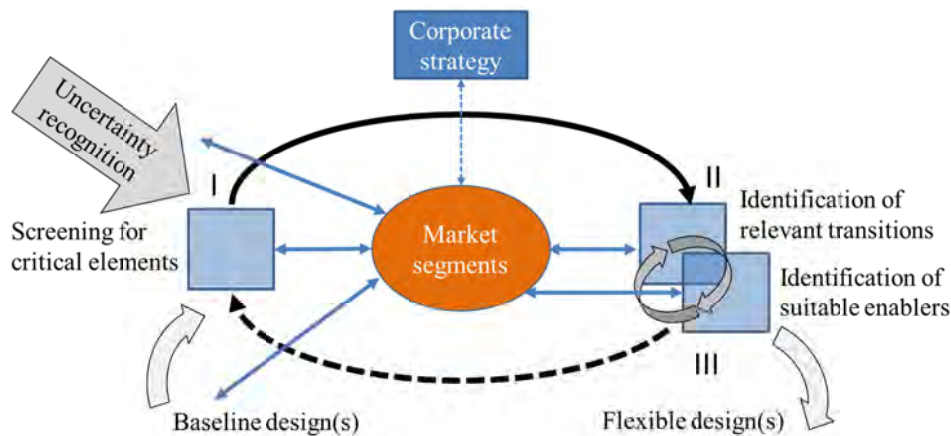 Corporate
strategy
Uncertainty
recognition
I
II
Screening for
critical elements
Market
segments
Identification of
relevant transitions
Identification of
suitable enablers
III
Baseline design(s)
Flexible design(s)